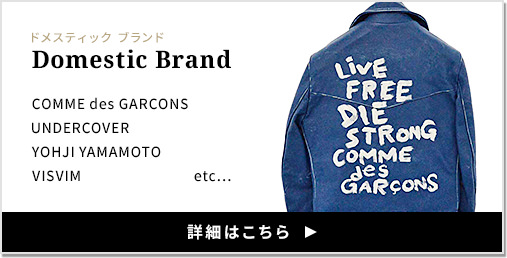 ドメスティック ブランド
Domestic Brand
COMME des GARCONS
UNDERCOVER
YOHJI YAMAMOTO
VISVIM etc...
LiVE
FREE
DIE
STRONG
COMME
des
GARÇONS
詳細はこちら ▶